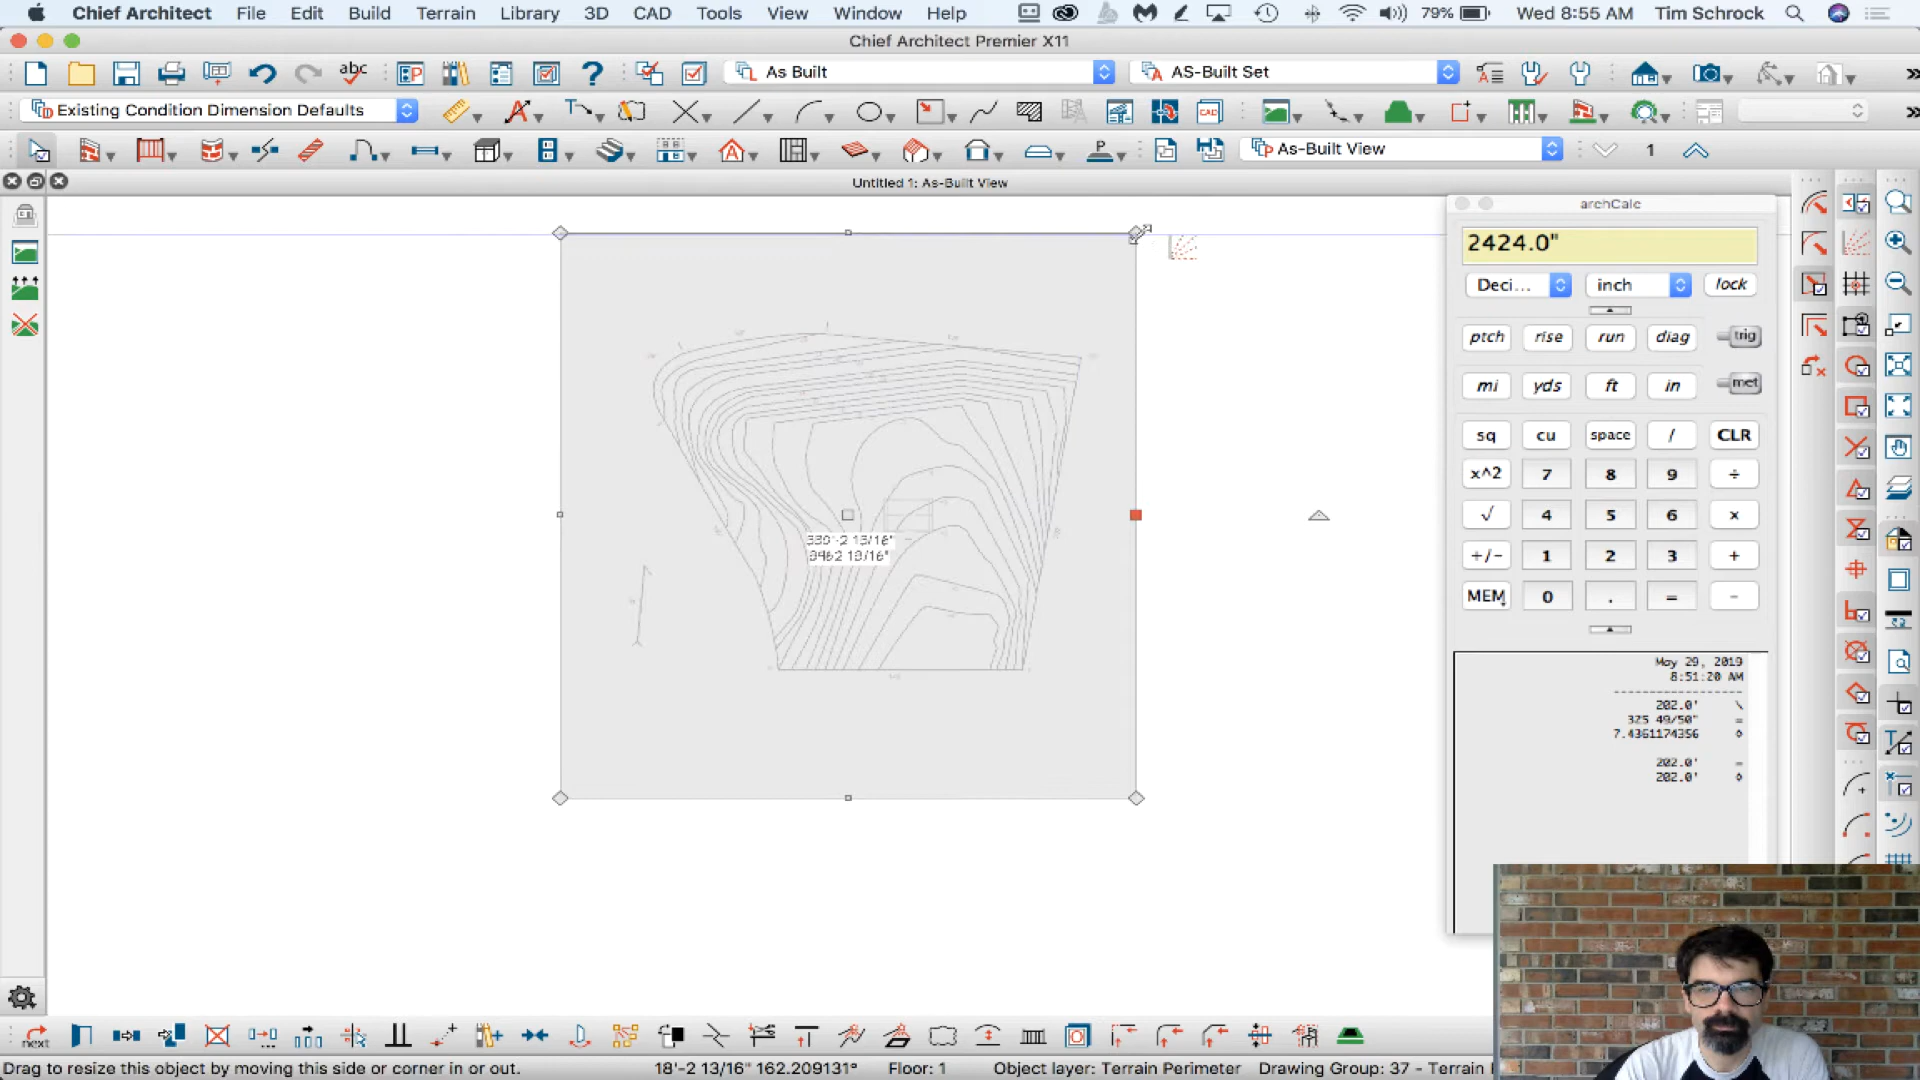 Chief Architect File Edit Build Terrain Library 3D CAD Tools View Window Help 79% Wed 8:55 AM Tim Schrock
Chief Architect Premier X11
abc As Built AS-Built Set
Existing Condition Dimension Defaults
As-Built View 1
Untitled 1: As-Built View
archCalc
2424.0"
Deci... inch lock
ptch rise run diag trig
mi yds ft in met
sq cu space / CLR
x^2 7 8 9 ÷
√ 4 5 6 x
+/- 1 2 3 +
MEM 0 . = -
May 29, 2019
8:51:20 AM
202.0' \
325 49/50" =
7.4361174356 ◊
202.0' =
202.0' ◊
next
Drag to resize this object by moving this side or corner in or out. 18'-2 13/16" 162.209131° Floor: 1 Object layer: Terrain Perimeter Drawing Group: 37 - Terrain